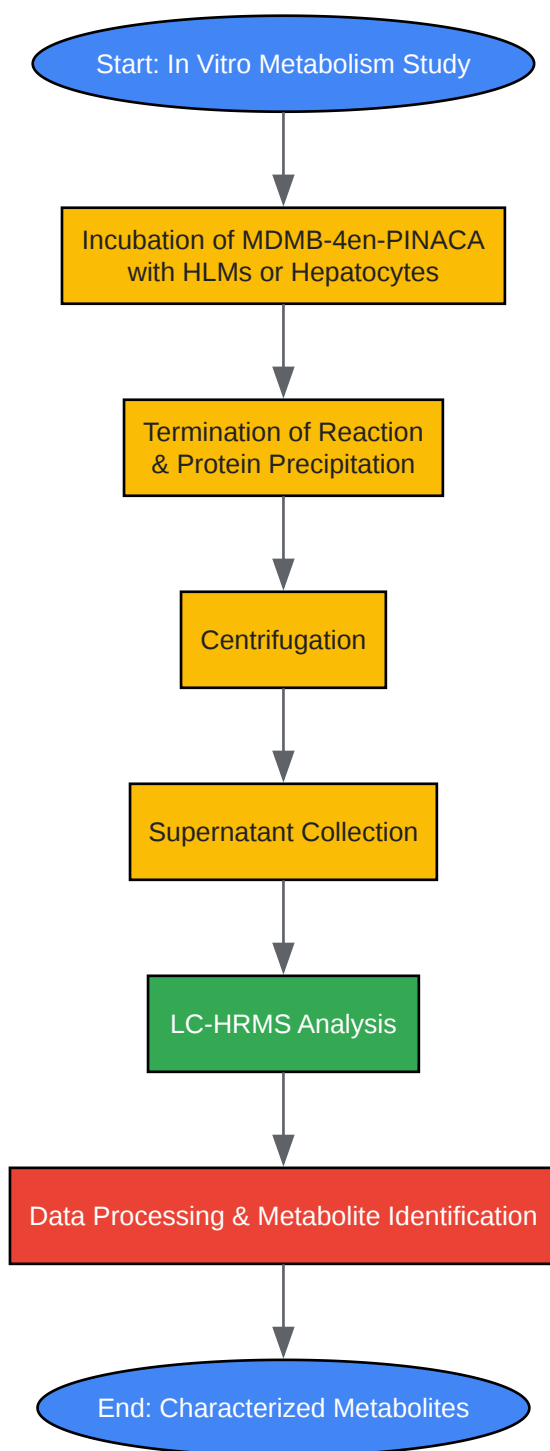 Start: In Vitro Metabolism Study
Incubation of MDMB-4en-PINACA
with HLMs or Hepatocytes
Termination of Reaction
& Protein Precipitation
Centrifugation
Supernatant Collection
LC-HRMS Analysis
Data Processing & Metabolite Identification
End: Characterized Metabolites